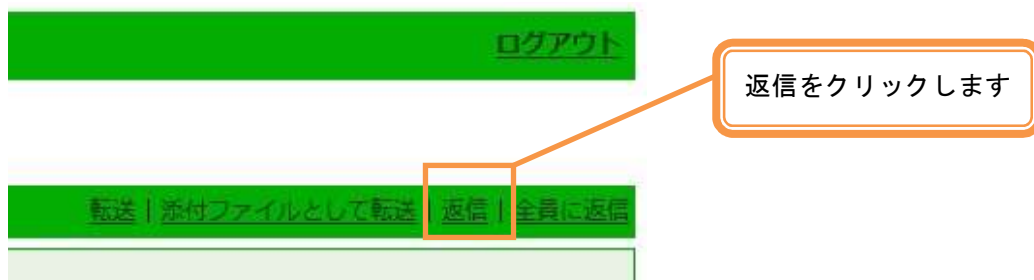 ログアウト
返信をクリックします
転送 | 添付ファイルとして転送 | 返信 | 全員に返信